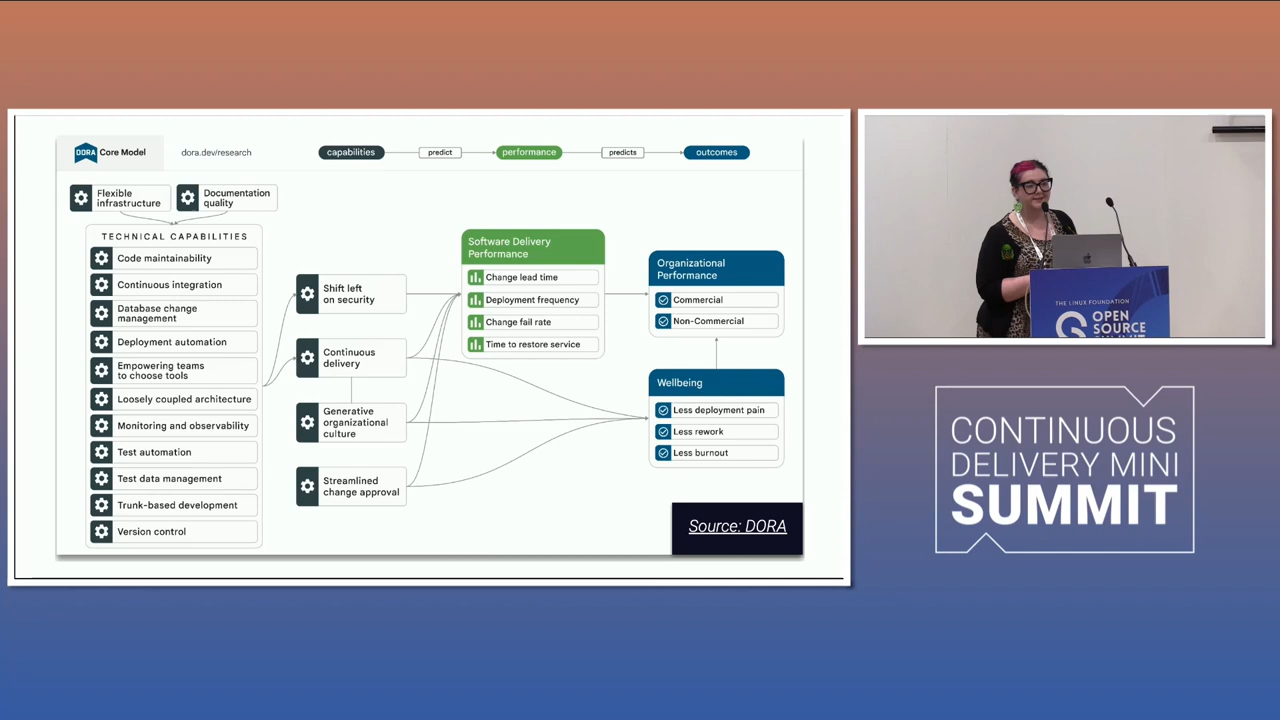 DORA Core Model
dora.dev/research
capabilities
predict
performance
predicts
outcomes
Flexible
infrastructure
Documentation
quality
TECHNICAL CAPABILITIES
Code maintainability
Continuous integration
Database change
management
Deployment automation
Empowering teams
to choose tools
Loosely coupled architecture
Monitoring and observability
Test automation
Test data management
Trunk-based development
Version control
Shift left
on security
Continuous
delivery
Generative
organizational
culture
Streamlined
change approval
Software Delivery
Performance
Change lead time
Deployment frequency
Change fail rate
Time to restore service
Organizational
Performance
Commercial
Non-Commercial
Wellbeing
Less deployment pain
Less rework
Less burnout
Source: DORA
THE LINUX FOUNDATION
OPEN
SOURCE
SUMMIT
CONTINUOUS
DELIVERY MINI
SUMMIT